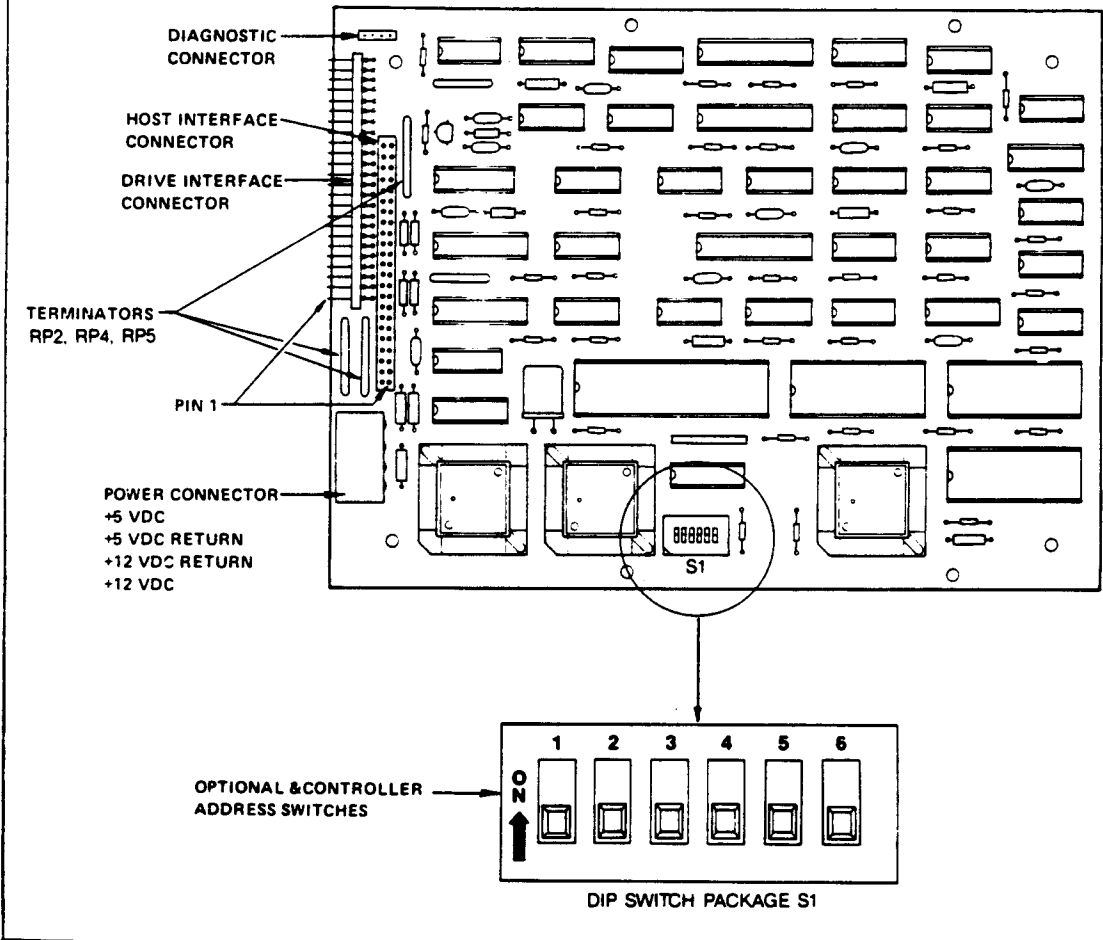 DIAGNOSTIC
CONNECTOR
HOST INTERFACE
CONNECTOR
DRIVE INTERFACE
CONNECTOR
TERMINATORS
RP2, RP4, RP5
PIN 1
POWER CONNECTOR
+5 VDC
+5 VDC RETURN
+12 VDC RETURN
+12 VDC
S1
1 2 3 4 5 6
OPTIONAL &CONTROLLER
ADDRESS SWITCHES
ON
DIP SWITCH PACKAGE S1